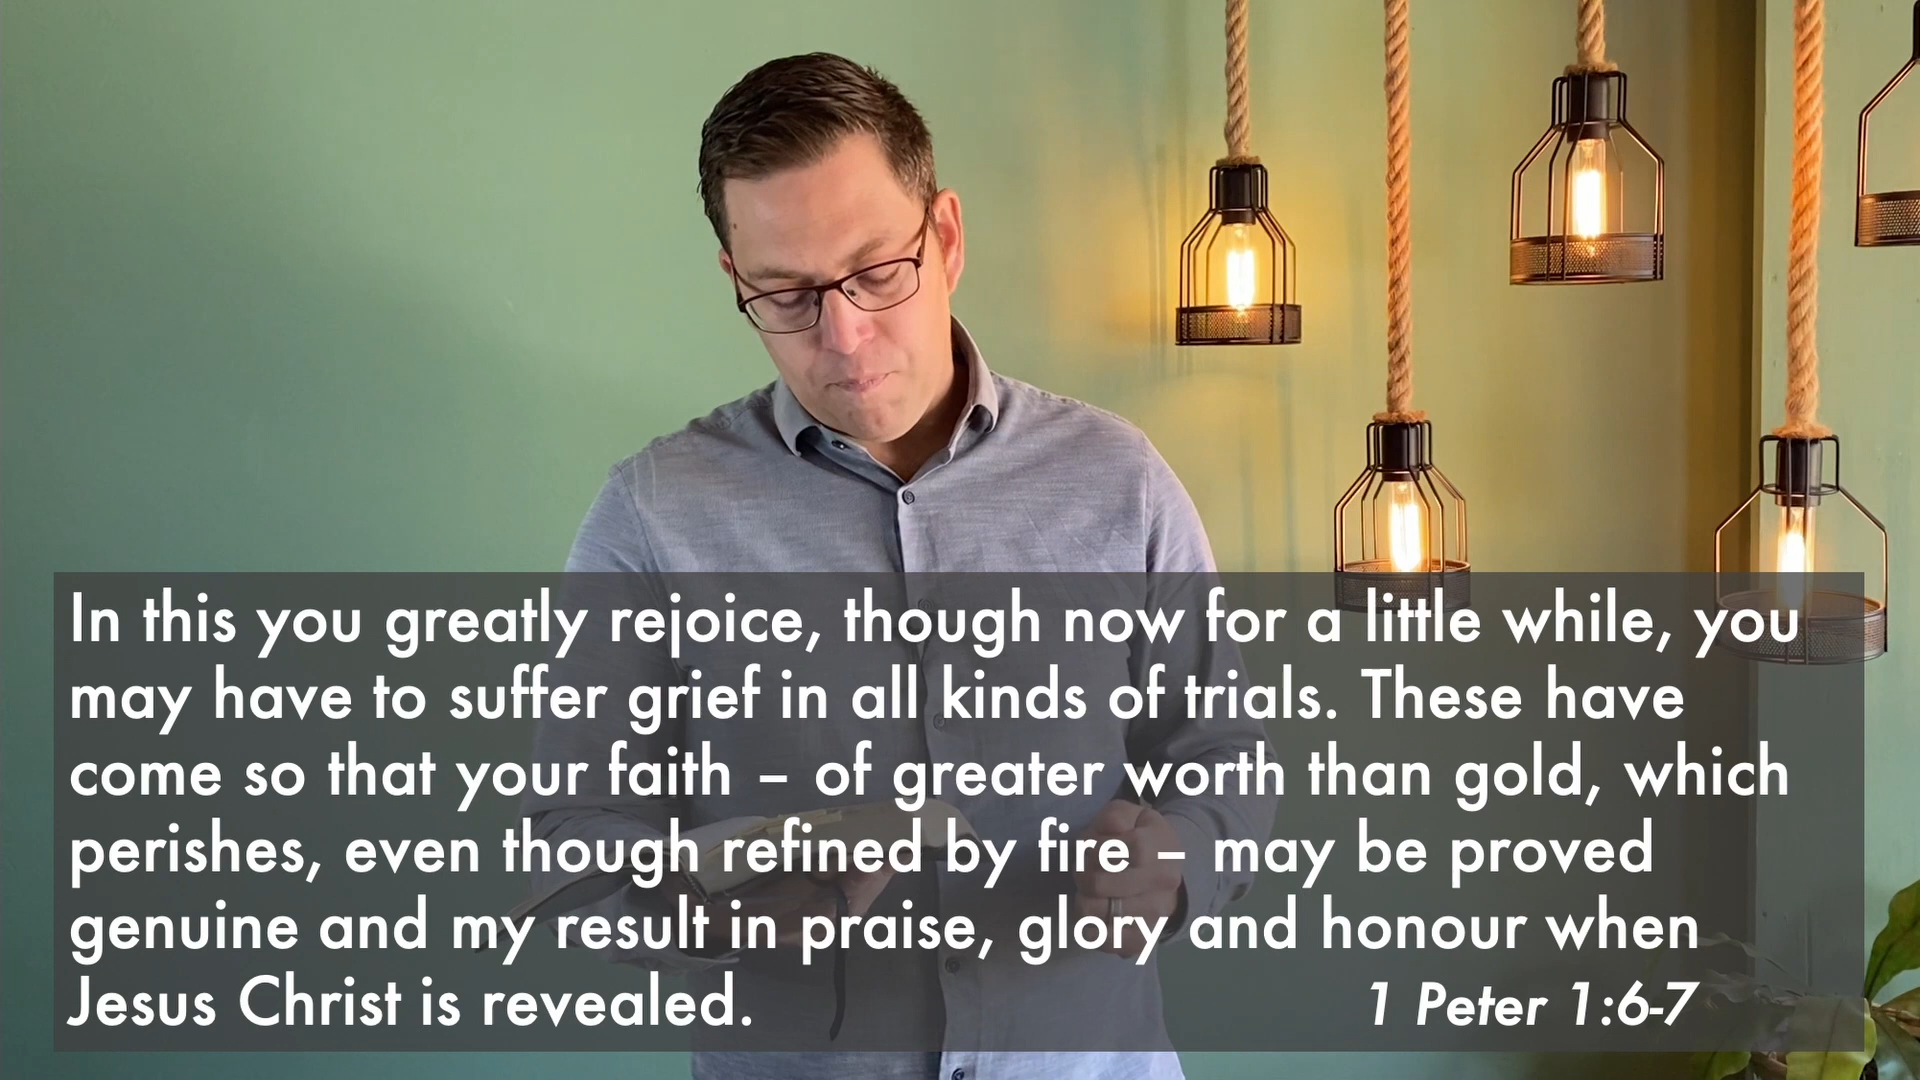 In this you greatly rejoice, though now for a little while, you
may have to suffer grief in all kinds of trials. These have
come so that your faith – of greater worth than gold, which
perishes, even though refined by fire – may be proved
genuine and my result in praise, glory and honour when
Jesus Christ is revealed. 1 Peter 1:6-7